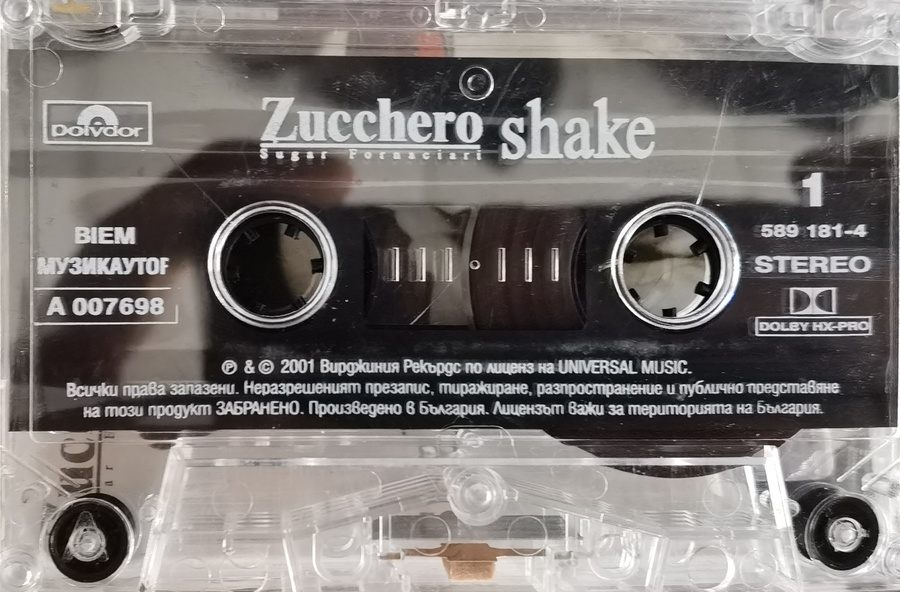 polydor
Zucchero shake
Sugar Fornaciari
1
BIEM
МУЗИКАУТОР
A 007698
589 181-4
STEREO
DOLBY HX-PRO
℗ & © 2001 Вирджиния Рекърдс по лиценз на UNIVERSAL MUSIC.
Всички права запазени. Неразрешеният презапис, тиражиране, разпространение и публично представяне
на този продукт ЗАБРАНЕНО. Произведено в България. Лицензът важи за територията на България.